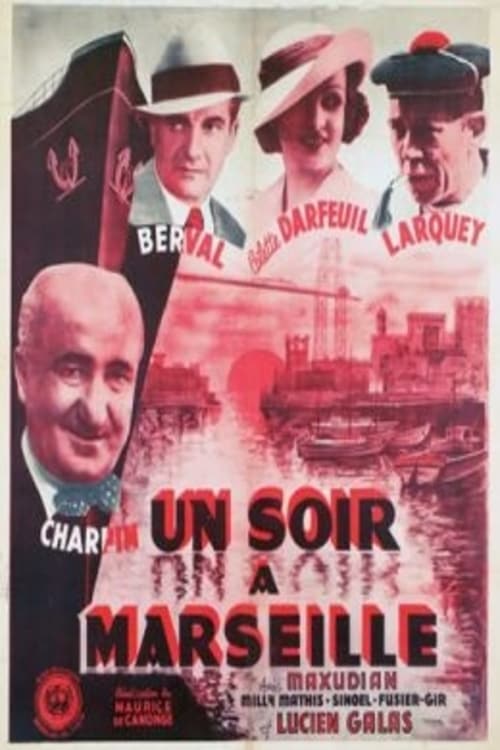 BERVAL
Colette DARFEUIL
LARQUEY
CHARPIN
UN SOIR
A
MARSEILLE
avec MAXUDIAN
MILLY MATHIS - SINOEL - FUSIER-GIR
et LUCIEN GALAS
Réalisation de
MAURICE
DE CANONGE